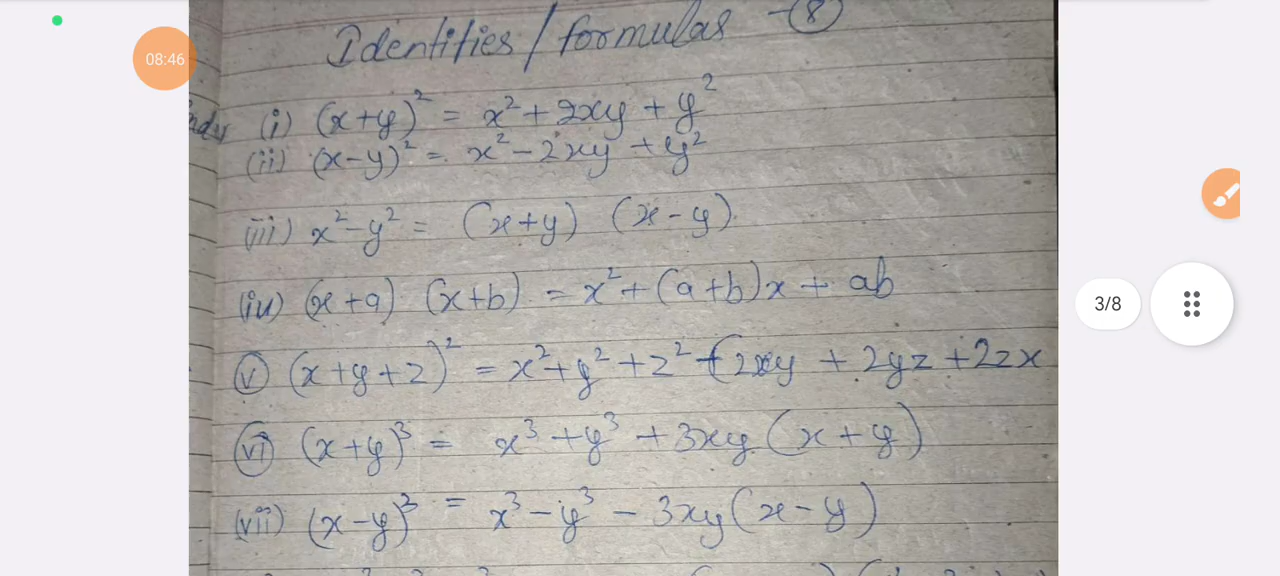 Identities / formulas - (8)
08:46
(i) (x+y)² = x² + 2xy + y²
(ii) (x-y)² = x² - 2xy + y²
(iii) x² - y² = (x+y) (x-y).
3/8
(iv) (x+a) (x+b) = x² + (a+b)x + ab
(v) (x+y+z)² = x² + y² + z² + (2xy + 2yz + 2zx
(vi) (x+y)³ = x³ + y³ + 3xy (x+y)
(vii) (x-y)³ = x³ - y³ - 3xy (x-y)